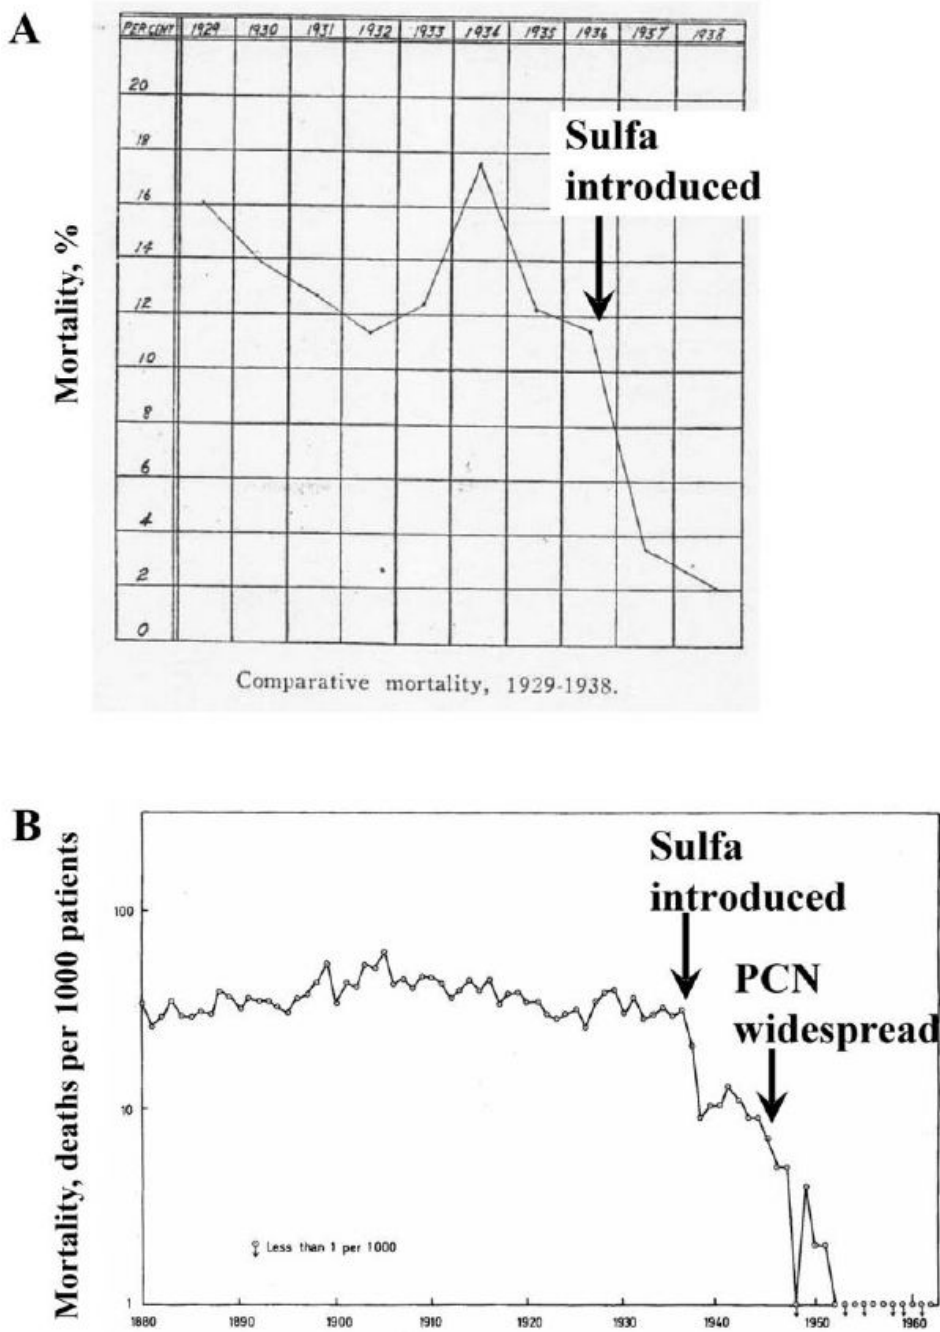 A
PER CENT 1929 1930 1931 1932 1933 1934 1935 1936 1937 1938
20
18
16
14
12
10
8
6
4
2
0
Sulfa
introduced
Mortality, %
Comparative mortality, 1929-1938.
B
Mortality, deaths per 1000 patients
100
10
1
Sulfa
introduced
PCN
widespread
Less than 1 per 1000
1880 1890 1900 1910 1920 1930 1940 1950 1960